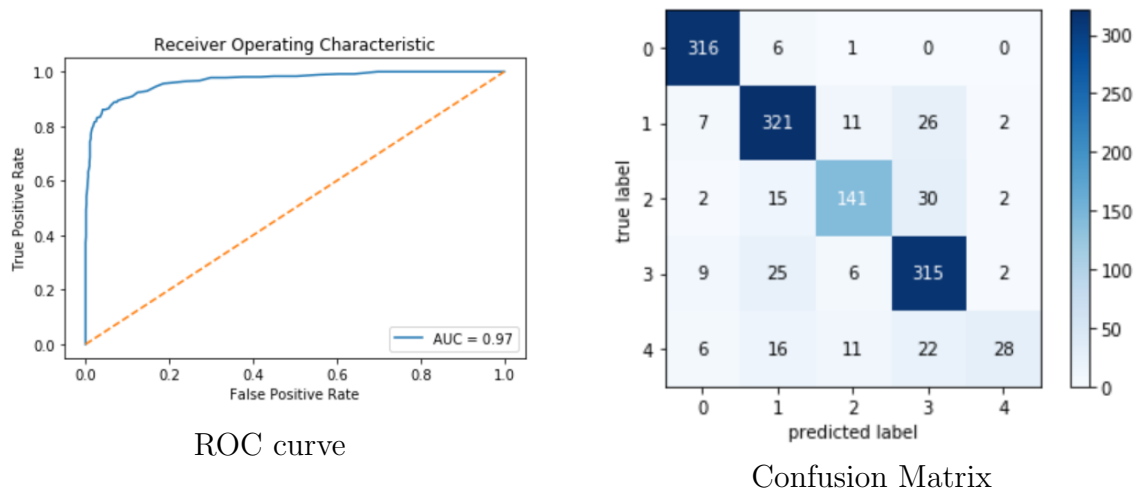 Receiver Operating Characteristic
1.0
0.8
0.6
0.4
0.2
0.0
True Positive Rate
AUC = 0.97
0.0 0.2 0.4 0.6 0.8 1.0
False Positive Rate
ROC curve
0 316 6 1 0 0
1 7 321 11 26 2
2 2 15 141 30 2
3 9 25 6 315 2
4 6 16 11 22 28
true label
0 1 2 3 4
predicted label
300
250
200
150
100
50
0
Confusion Matrix